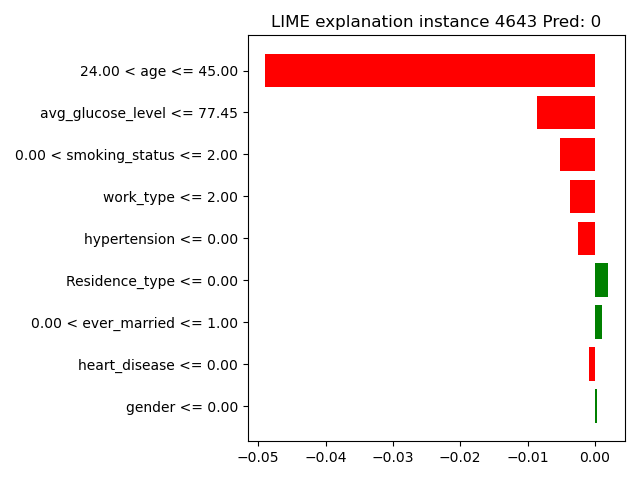 LIME explanation instance 4643 Pred: 0
24.00 < age <= 45.00
avg_glucose_level <= 77.45
0.00 < smoking_status <= 2.00
work_type <= 2.00
hypertension <= 0.00
Residence_type <= 0.00
0.00 < ever_married <= 1.00
heart_disease <= 0.00
gender <= 0.00
−0.05 −0.04 −0.03 −0.02 −0.01 0.00